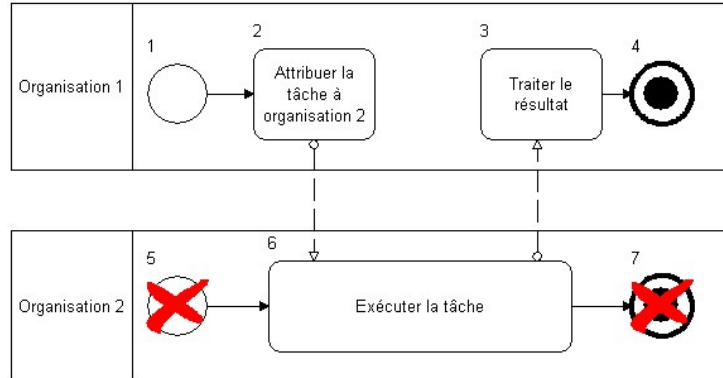 1
2
3
4
Organisation 1
Attribuer la
tâche à
organisation 2
Traiter le
résultat
5
6
7
Organisation 2
Exécuter la tâche